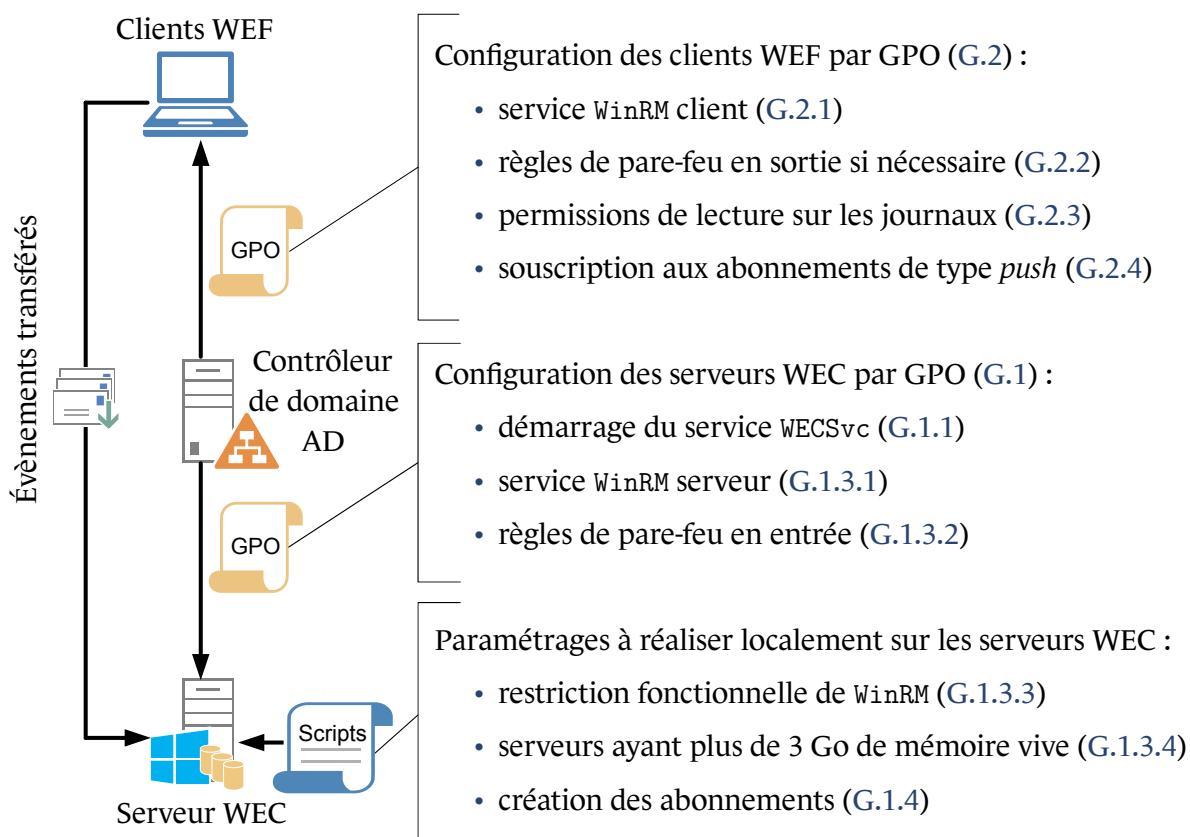 Clients WEF
Configuration des clients WEF par GPO (G.2) :
• service WinRM client (G.2.1)
• règles de pare-feu en sortie si nécessaire (G.2.2)
• permissions de lecture sur les journaux (G.2.3)
• souscription aux abonnements de type push (G.2.4)
GPO
Évènements transférés
Contrôleur
de domaine
AD
Configuration des serveurs WEC par GPO (G.1) :
• démarrage du service WECSvc (G.1.1)
• service WinRM serveur (G.1.3.1)
• règles de pare-feu en entrée (G.1.3.2)
GPO
Paramétrages à réaliser localement sur les serveurs WEC :
• restriction fonctionnelle de WinRM (G.1.3.3)
• serveurs ayant plus de 3 Go de mémoire vive (G.1.3.4)
• création des abonnements (G.1.4)
Scripts
Serveur WEC